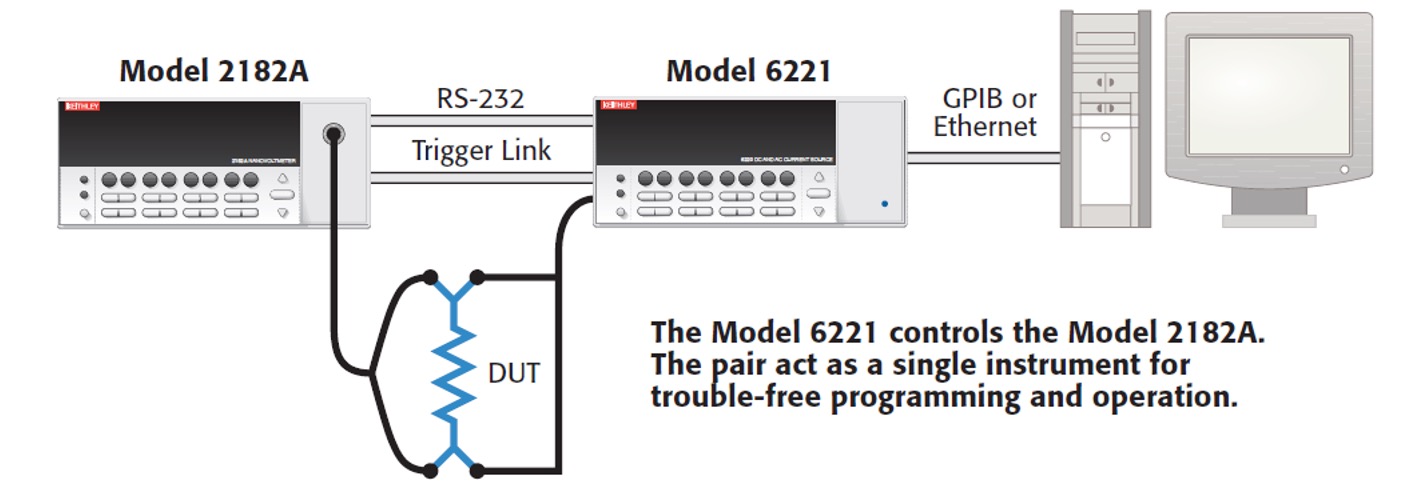 Model 2182A
Model 6221
KEITHLEY
RS-232
KEITHLEY
GPIB or
Ethernet
Trigger Link
2182A NANOVOLTMETER
DC AND AC CURRENT SOURCE
DUT
The Model 6221 controls the Model 2182A.
The pair act as a single instrument for
trouble-free programming and operation.